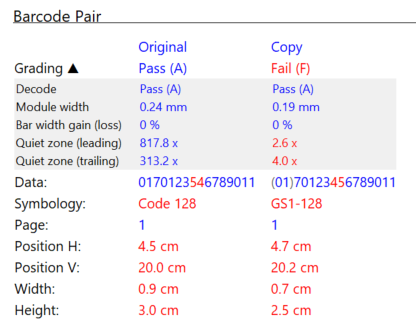 Barcode Pair
Original Copy
Grading ▲ Pass (A) Fail (F)
Decode Pass (A) Pass (A)
Module width 0.24 mm 0.19 mm
Bar width gain (loss) 0 % 0 %
Quiet zone (leading) 817.8 x 2.6 x
Quiet zone (trailing) 313.2 x 4.0 x
Data: 0170123546789011 (01)70123456789011
Symbology: Code 128 GS1-128
Page: 1 1
Position H: 4.5 cm 4.7 cm
Position V: 20.0 cm 20.2 cm
Width: 0.9 cm 0.7 cm
Height: 3.0 cm 2.5 cm